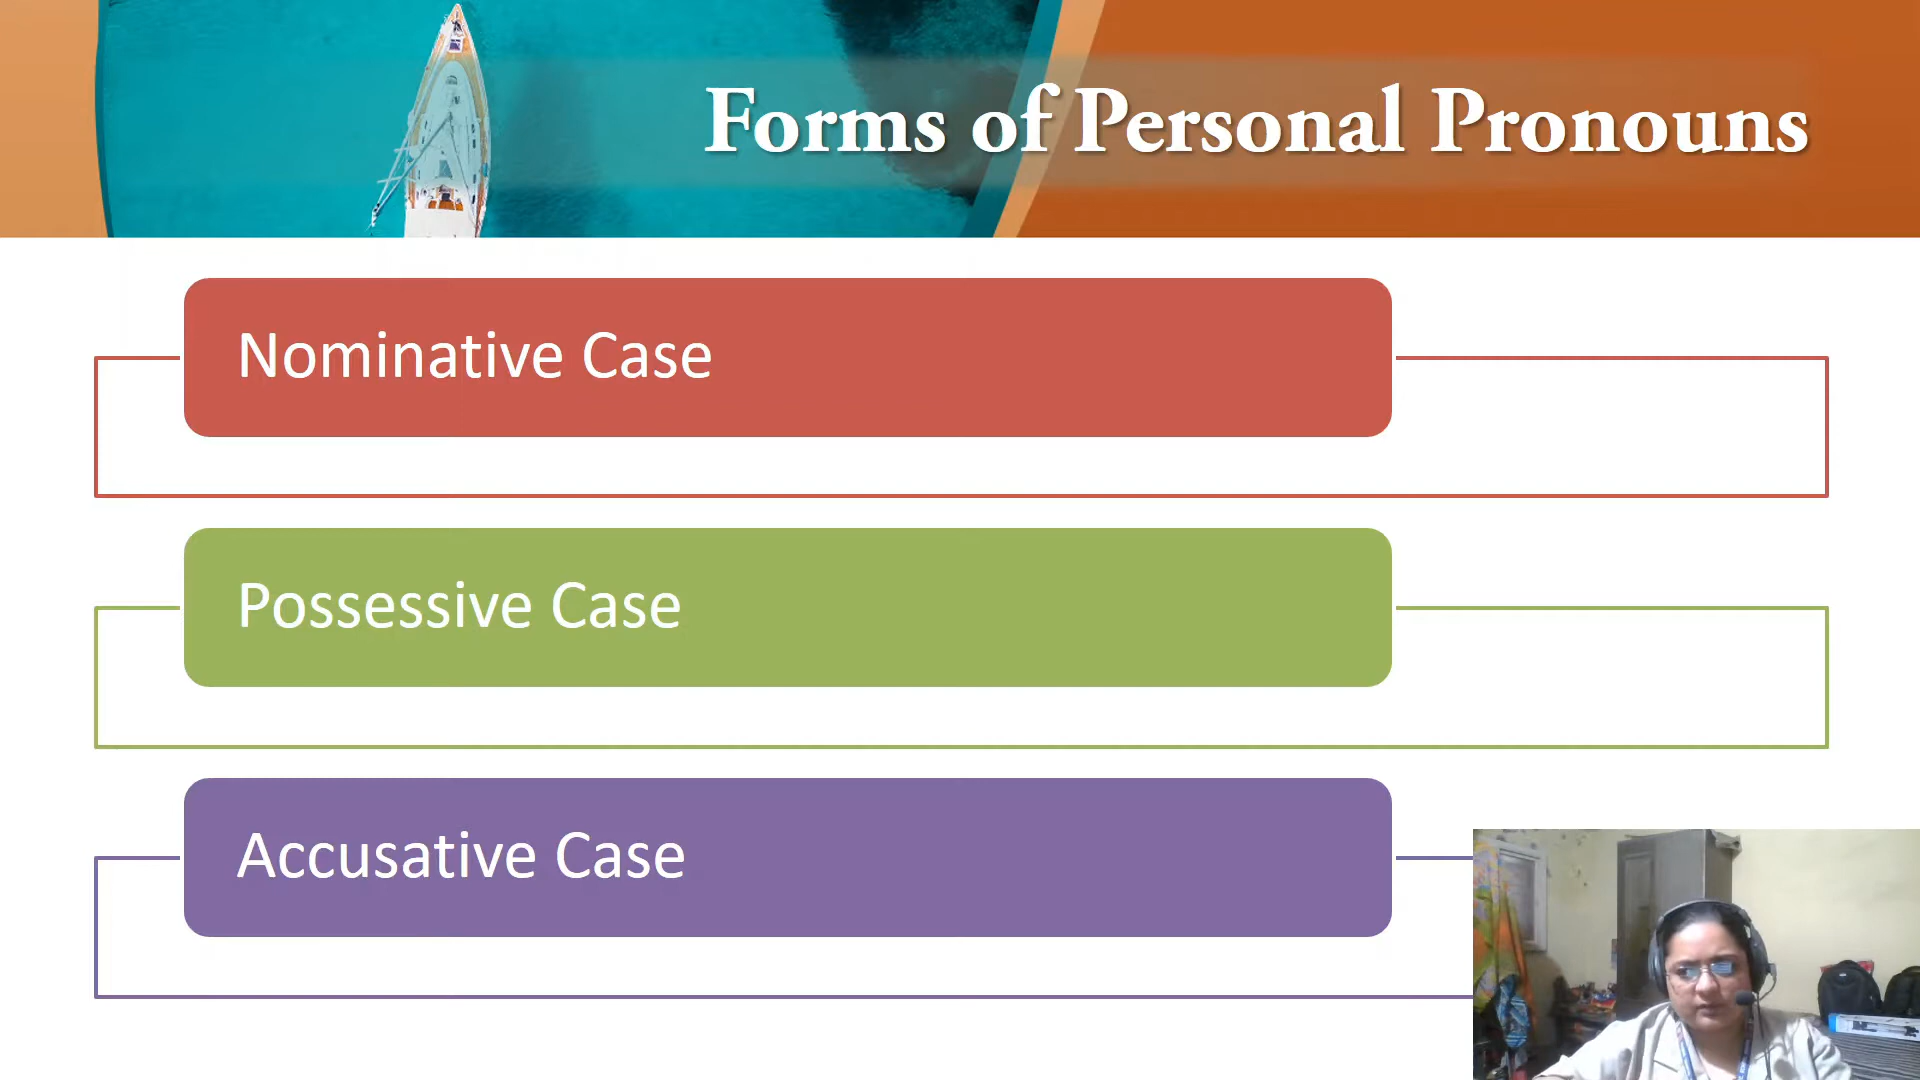 Forms of Personal Pronouns
Nominative Case
Possessive Case
Accusative Case